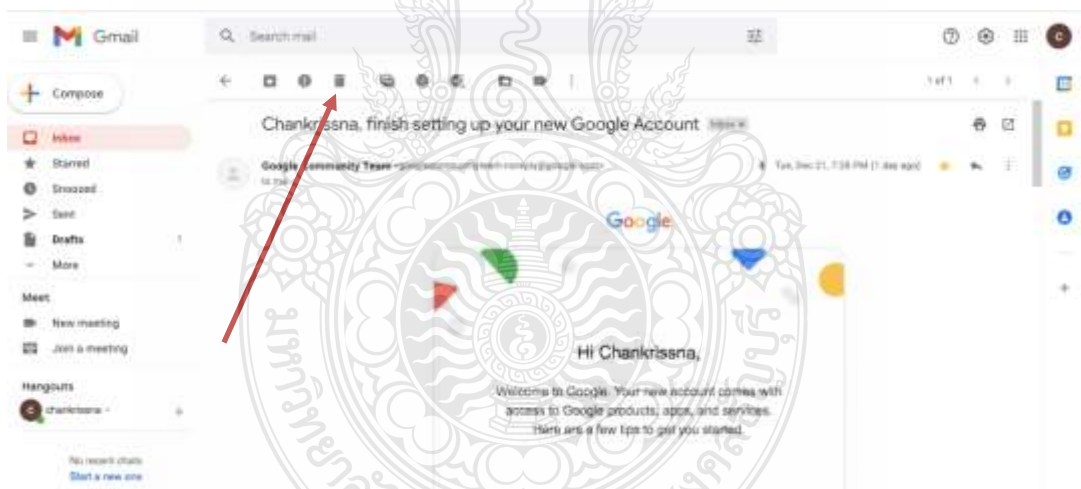 Gmail
Search mail
Compose
1 of 1
Inbox
Chankrissna, finish setting up your new Google Account
Starred
Google Community Team
Tue, Dec 21, 7:38 PM (1 day ago)
Snoozed
to me
Sent
Drafts 1
More
Google
Meet
New meeting
Join a meeting
Hi Chankrissna,
Hangouts
Welcome to Google. Your new account comes with
access to Google products, apps, and services.
Here are a few tips to get you started.
chankrissna
No recent chats
Start a new one